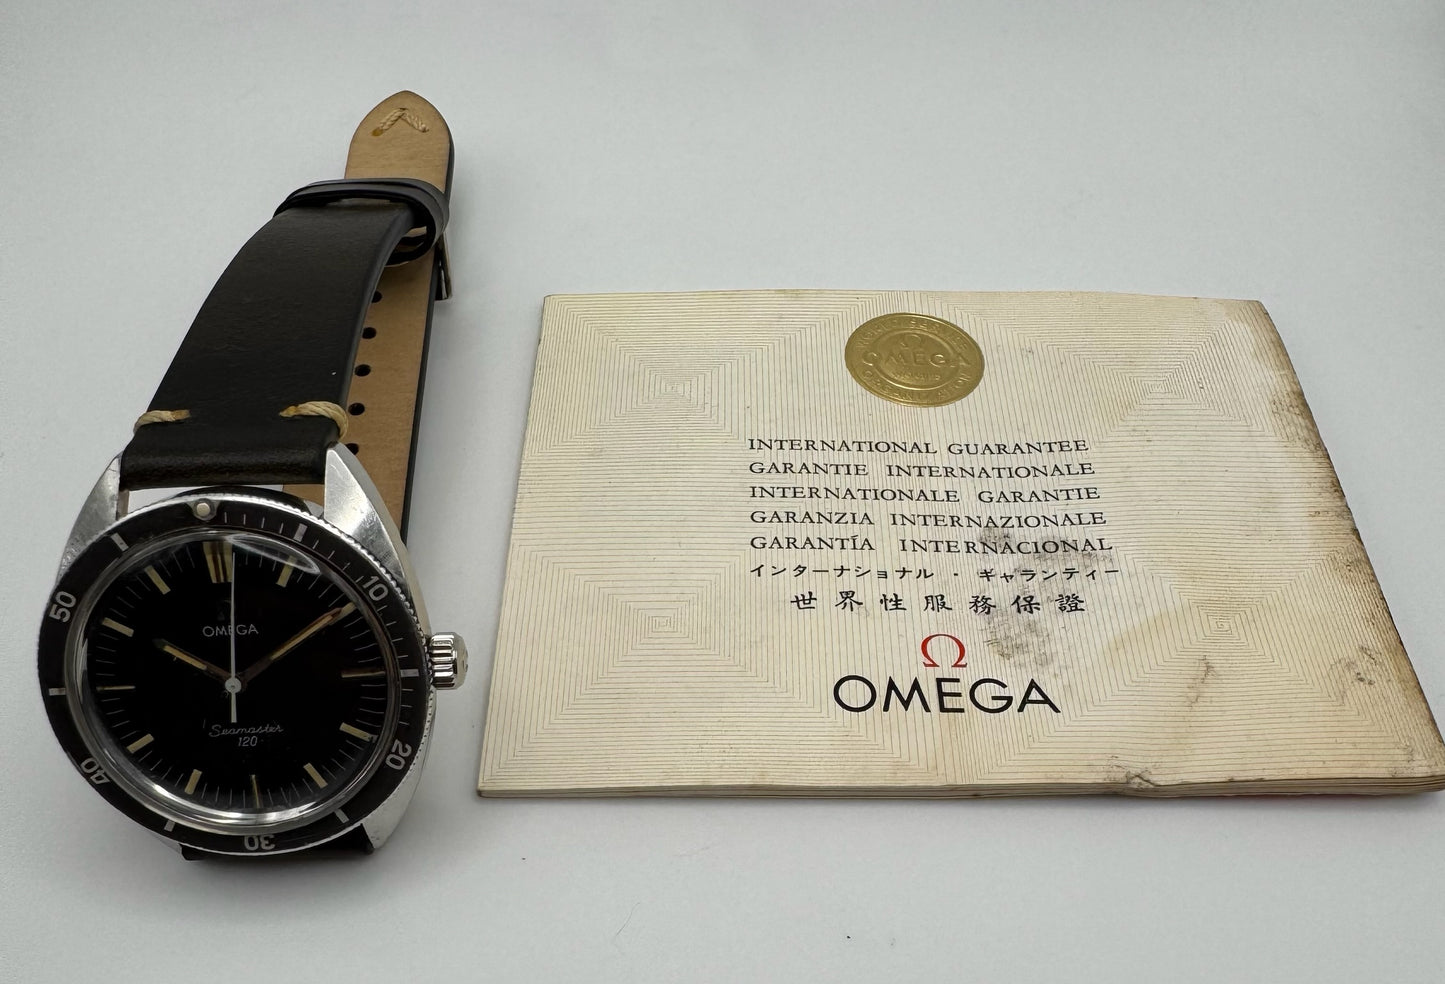 INTERNATIONAL GUARANTEE
GARANTIE INTERNATIONALE
INTERNATIONALE GARANTIE
GARANZIA INTERNAZIONALE
GARANTÍA INTERNACIONAL
インターナショナル・ギャランティー
世界性服務保證
Ω
OMEGA
OMEGA
OMEGA
Seamaster
120
10
20
30
40
50